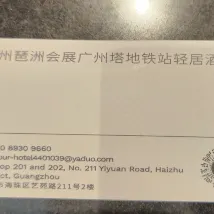 州琶洲会展广州塔地铁站轻居酒
0 8930 9660
our-hotel4401039@yaduo.com
op 201 and 202, No. 211 Yiyuan Road, Haizhu
ct, Guangzhou
市海珠区艺苑路211号2楼